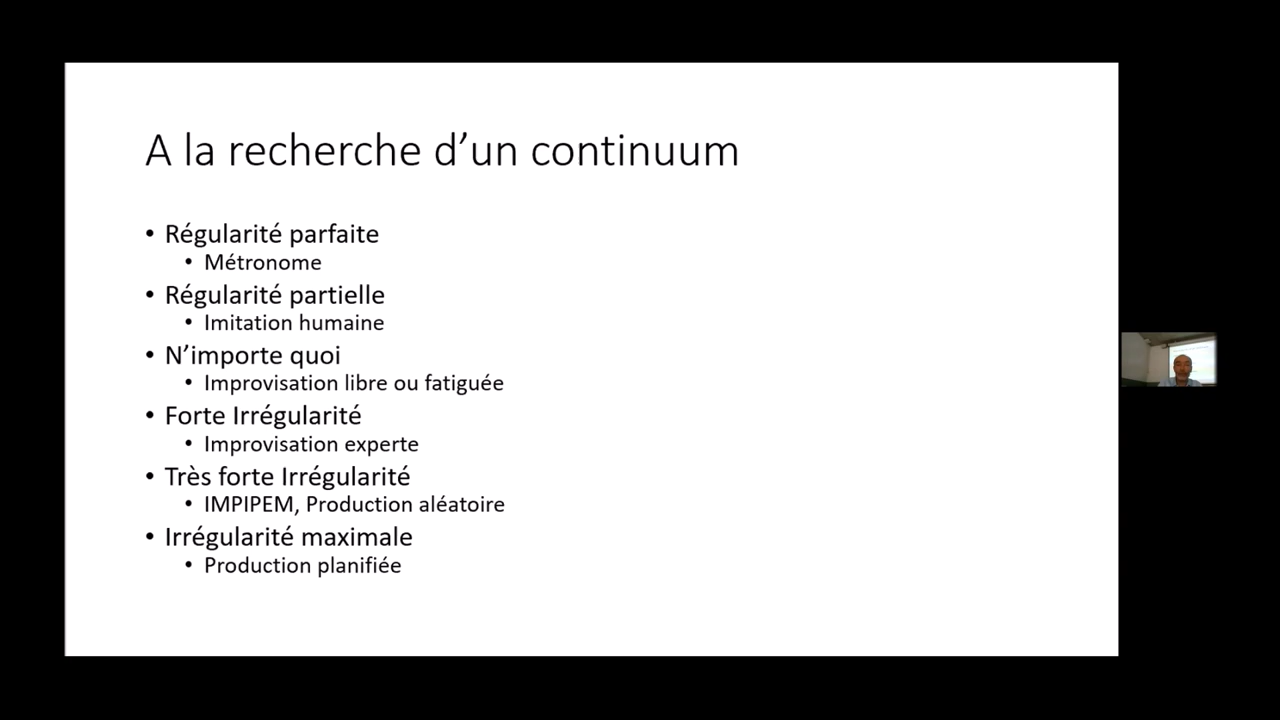 A la recherche d’un continuum
• Régularité parfaite
• Métronome
• Régularité partielle
• Imitation humaine
• N’importe quoi
• Improvisation libre ou fatiguée
• Forte Irrégularité
• Improvisation experte
• Très forte Irrégularité
• IMPIPEM, Production aléatoire
• Irrégularité maximale
• Production planifiée